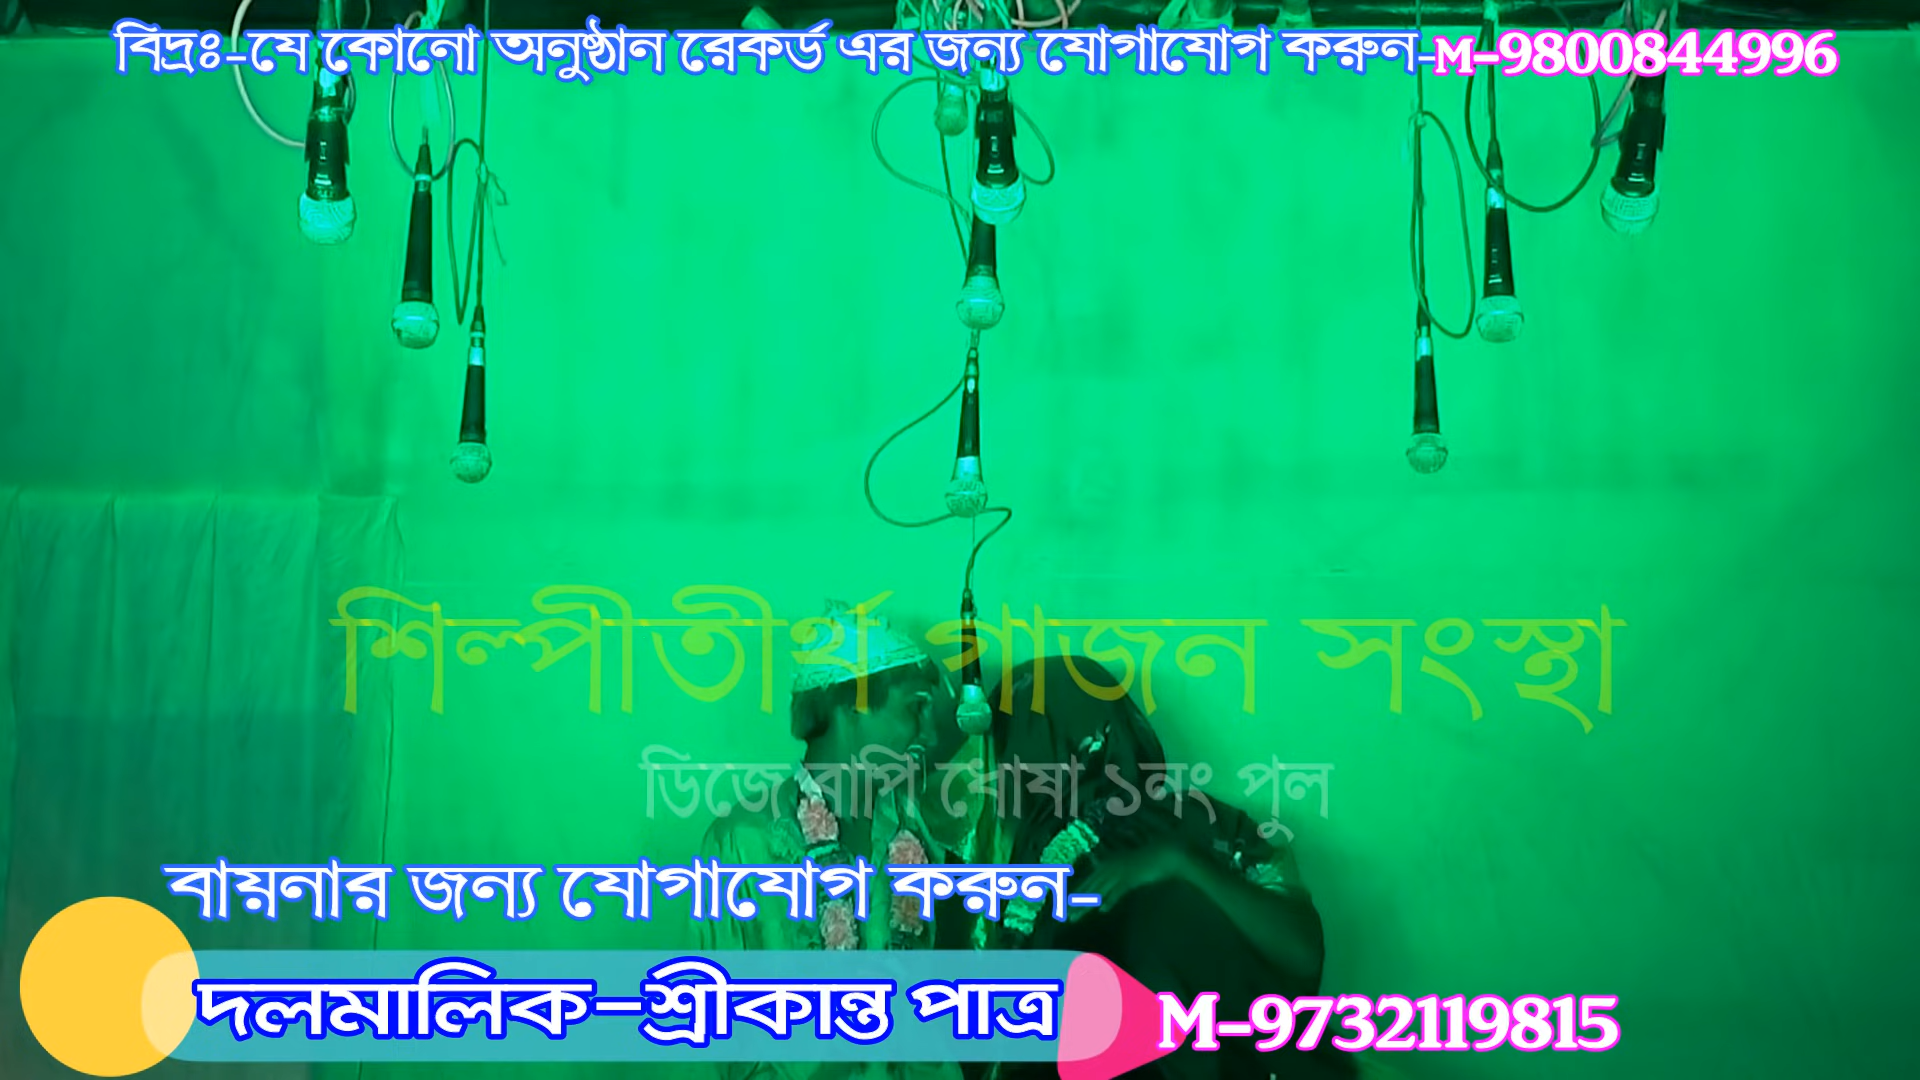 বিদ্রঃ-যে কোনো অনুষ্ঠান রেকর্ড এর জন্য যোগাযোগ করুন-M-9800844996
শিল্পীতীর্থ গাজন সংস্থা
ডিজে বাপি ধোষা ১নং পুল
বায়নার জন্য যোগাযোগ করুন-
দলমালিক-শ্রীকান্ত পাত্র M-9732119815